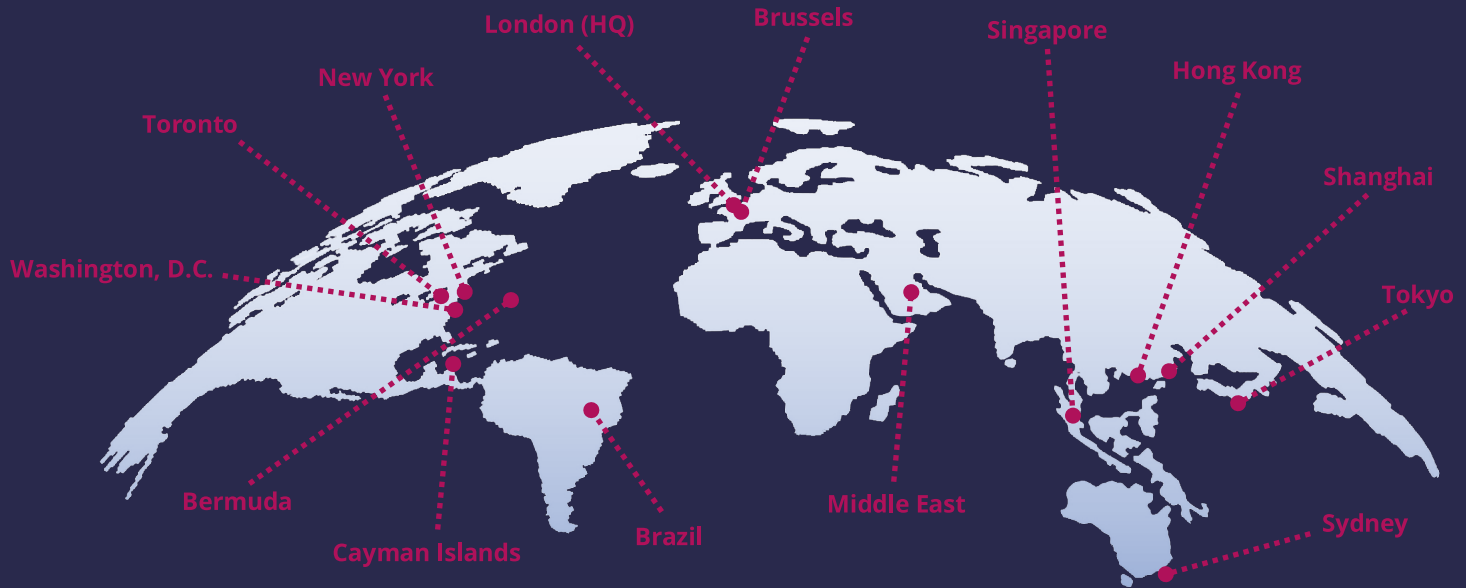 Brussels
London (HQ)
Singapore
Hong Kong
New York
Toronto
Shanghai
Washington, D.C.
Tokyo
Bermuda
Middle East
Sydney
Brazil
Cayman Islands